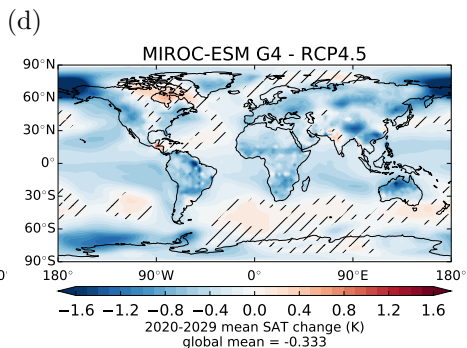 (d)
MIROC-ESM G4 - RCP4.5
90°N
60°N
30°N
0°
30°S
60°S
90°S
0° 180° 90°W 0° 90°E 180°
−1.6 −1.2 −0.8 −0.4 0.0 0.4 0.8 1.2 1.6
2020-2029 mean SAT change (K)
global mean = -0.333